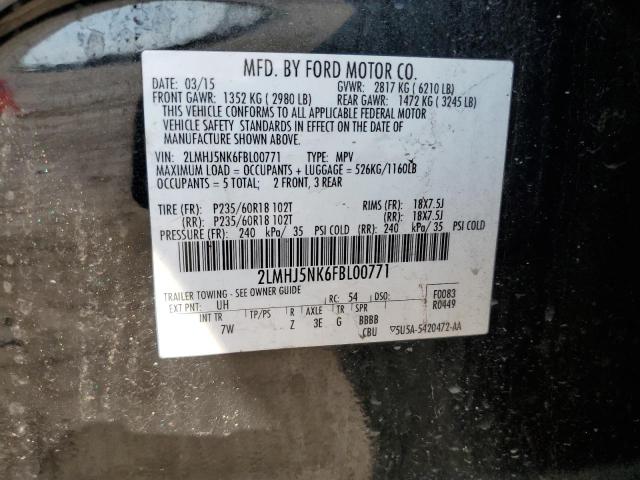 MFD. BY FORD MOTOR CO.
DATE: 03/15 GVWR: 2817 KG ( 6210 LB)
FRONT GAWR: 1352 KG ( 2980 LB) REAR GAWR: 1472 KG ( 3245 LB)
THIS VEHICLE CONFORMS TO ALL APPLICABLE FEDERAL MOTOR
VEHICLE SAFETY STANDARDS IN EFFECT ON THE DATE OF
MANUFACTURE SHOWN ABOVE.
VIN: 2LMHJ5NK6FBL00771 TYPE: MPV
MAXIMUM LOAD = OCCUPANTS + LUGGAGE = 526KG/1160LB
OCCUPANTS = 5 TOTAL; 2 FRONT, 3 REAR
TIRE (FR): P235/60R18 102T RIMS (FR): 18X7.5J
(RR): P235/60R18 102T (RR): 18X7.5J
PRESSURE (FR): 240 kPa/ 35 PSI COLD (RR): 240 kPa/ 35 PSI COLD
2LMHJ5NK6FBL00771
TRAILER TOWING - SEE OWNER GUIDE
EXT PNT: UH RC: 54 DSO: F0083
R0449
INT TR TP/PS R AXLE TR SPR
7W Z 3E G BBBB
CBU 5U5A-5420472-AA